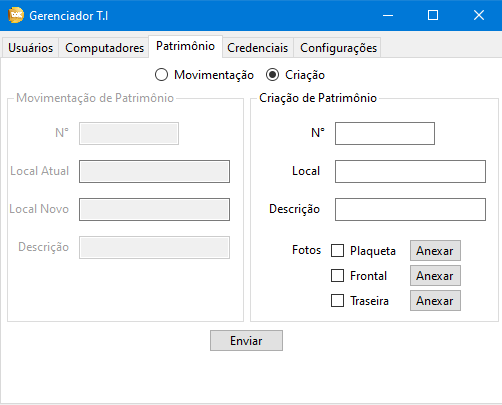 Gerenciador T.I
Usuários Computadores Patrimônio Credenciais Configurações
Movimentação Criação
Movimentação de Patrimônio
N°
Local Atual
Local Novo
Descrição
Criação de Patrimônio
N°
Local
Descrição
Fotos Plaqueta Anexar
Frontal Anexar
Traseira Anexar
Enviar